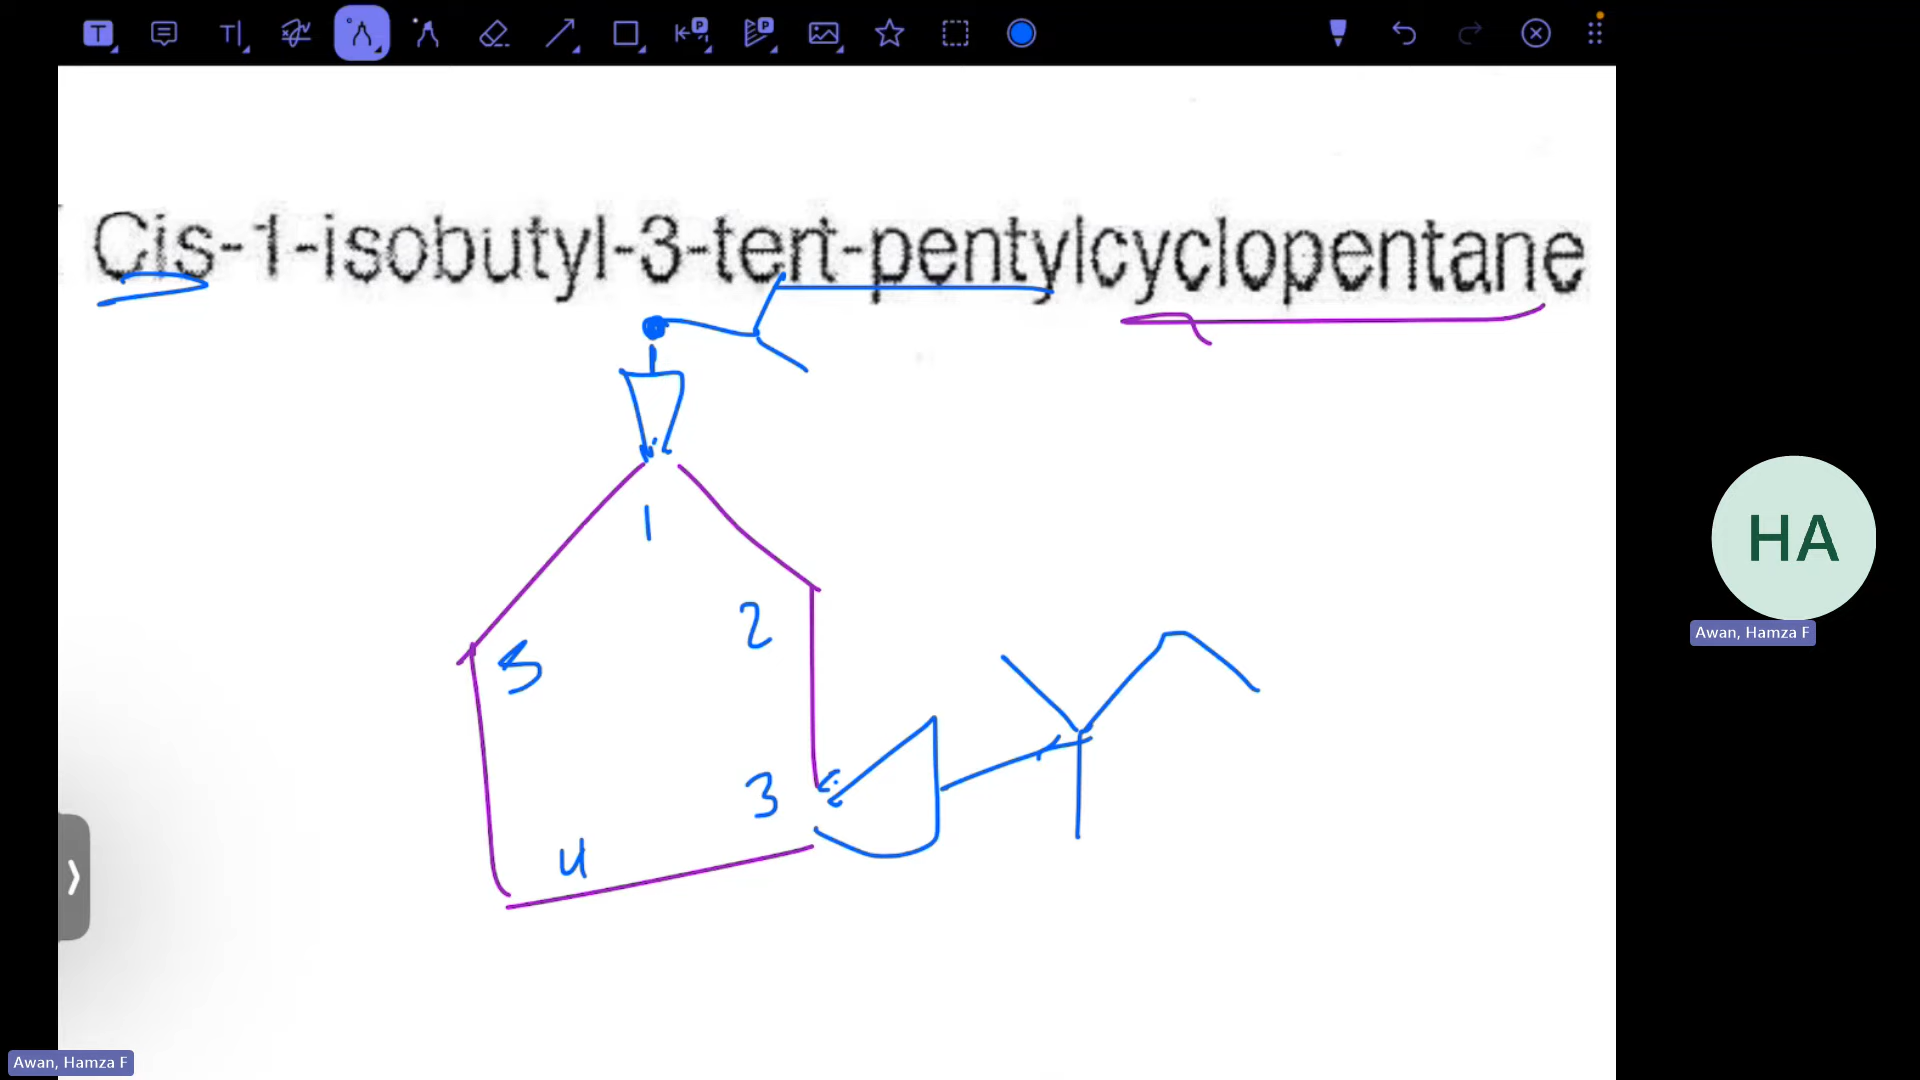 Cis-1-isobutyl-3-tert-pentylcyclopentane
1
2
5
3
4
HA
Awan, Hamza F
Awan, Hamza F